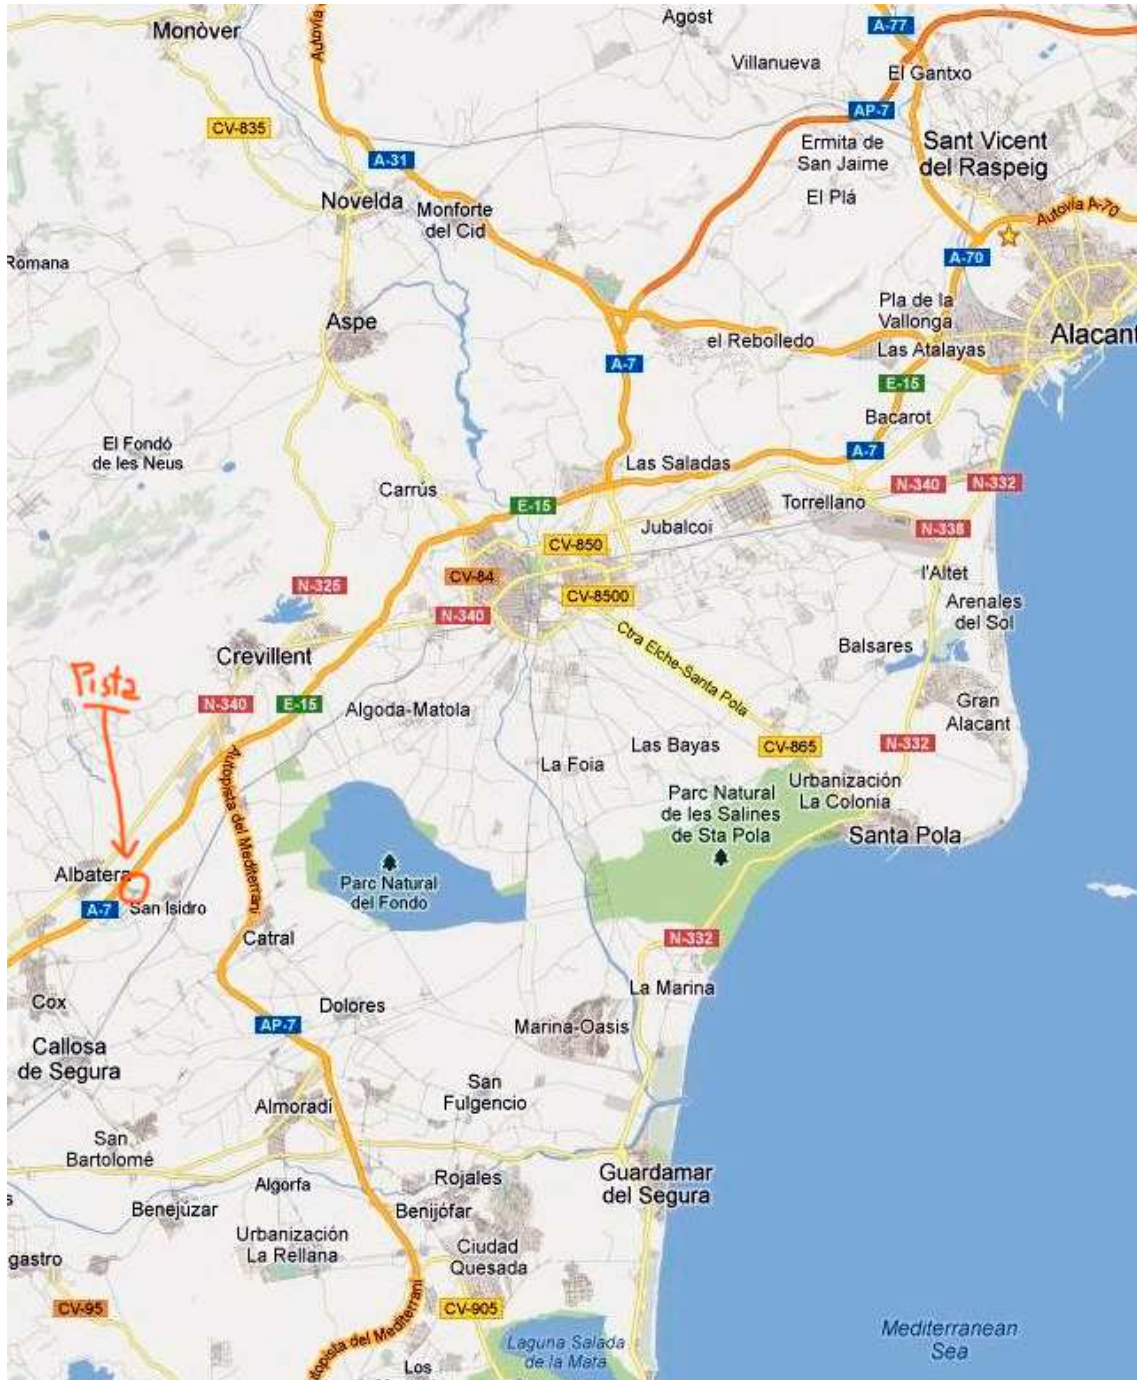 Monòver
Agost
A-77
Autovía
Villanueva
El Gantxo
AP-7
CV-835
Ermita de
San Jaime
Sant Vicent
del Raspeig
A-31
El Plá
Novelda
Monforte
del Cid
Autovía A-70
Romana
A-70
Pla de la
Vallonga
Aspe
el Rebolledo
Alacant
Las Atalayas
A-7
E-15
Bacarot
El Fondó
de les Neus
A-7
Las Saladas
Carrús
N-340
N-332
E-15
Torrellano
Jubalcoi
N-338
CV-850
l'Altet
CV-84
N-325
CV-8500
Arenales
del Sol
N-340
Ctra Elche-Santa Pola
Balsares
Crevillent
Pista
N-340
E-15
Algoda-Matola
Gran
Alacant
Las Bayas
CV-865
N-332
La Foia
Autopista del Mediterrani
Urbanización
La Colonia
Parc Natural
de les Salines
de Sta Pola
Santa Pola
Albatera
Parc Natural
del Fondo
A-7
San Isidro
Catral
N-332
La Marina
Cox
Dolores
AP-7
Marina-Oasis
Callosa
de Segura
San
Fulgencio
Almoradí
San
Bartolomé
Guardamar
del Segura
Rojales
Algorfa
s
Benejúzar
Benijófar
Urbanización
La Rellana
Ciudad
Quesada
gastro
CV-95
CV-905
utopista del Mediterrani
Laguna Salada
de la Mata
Mediterranean
Sea
Los